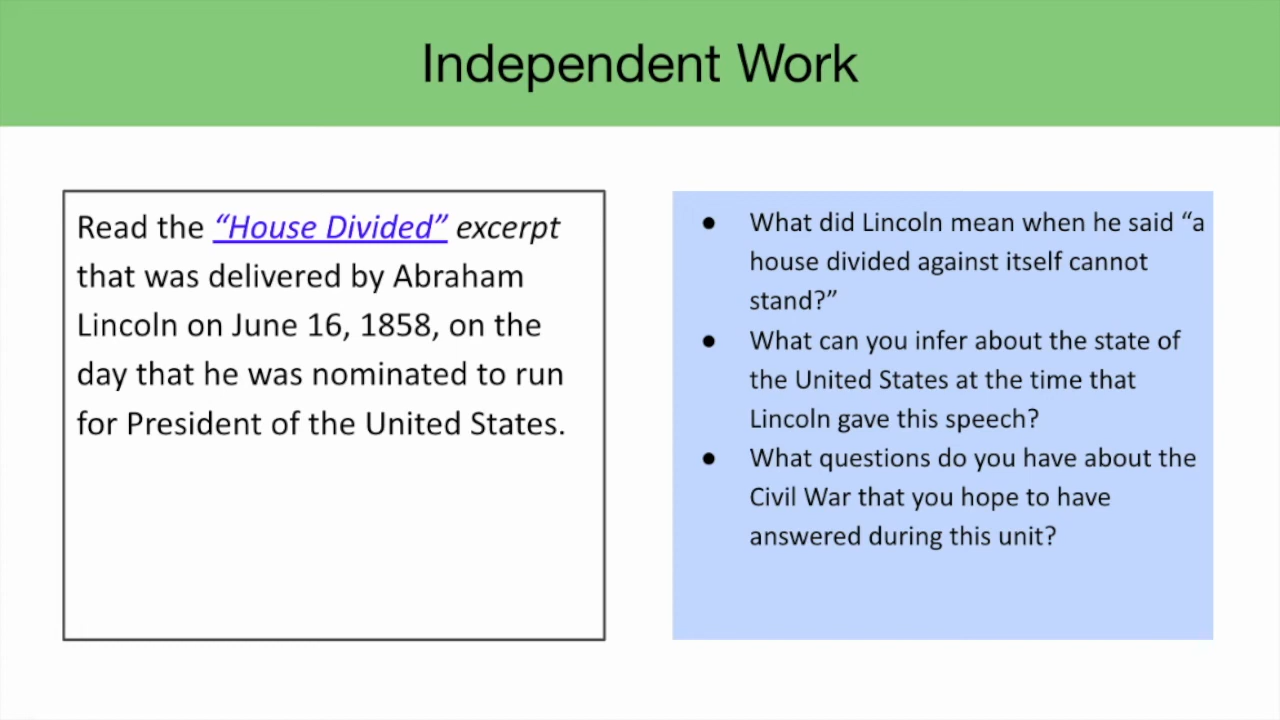 Independent Work
Read the “House Divided” excerpt
that was delivered by Abraham
Lincoln on June 16, 1858, on the
day that he was nominated to run
for President of the United States.
● What did Lincoln mean when he said “a
house divided against itself cannot
stand?”
● What can you infer about the state of
the United States at the time that
Lincoln gave this speech?
● What questions do you have about the
Civil War that you hope to have
answered during this unit?